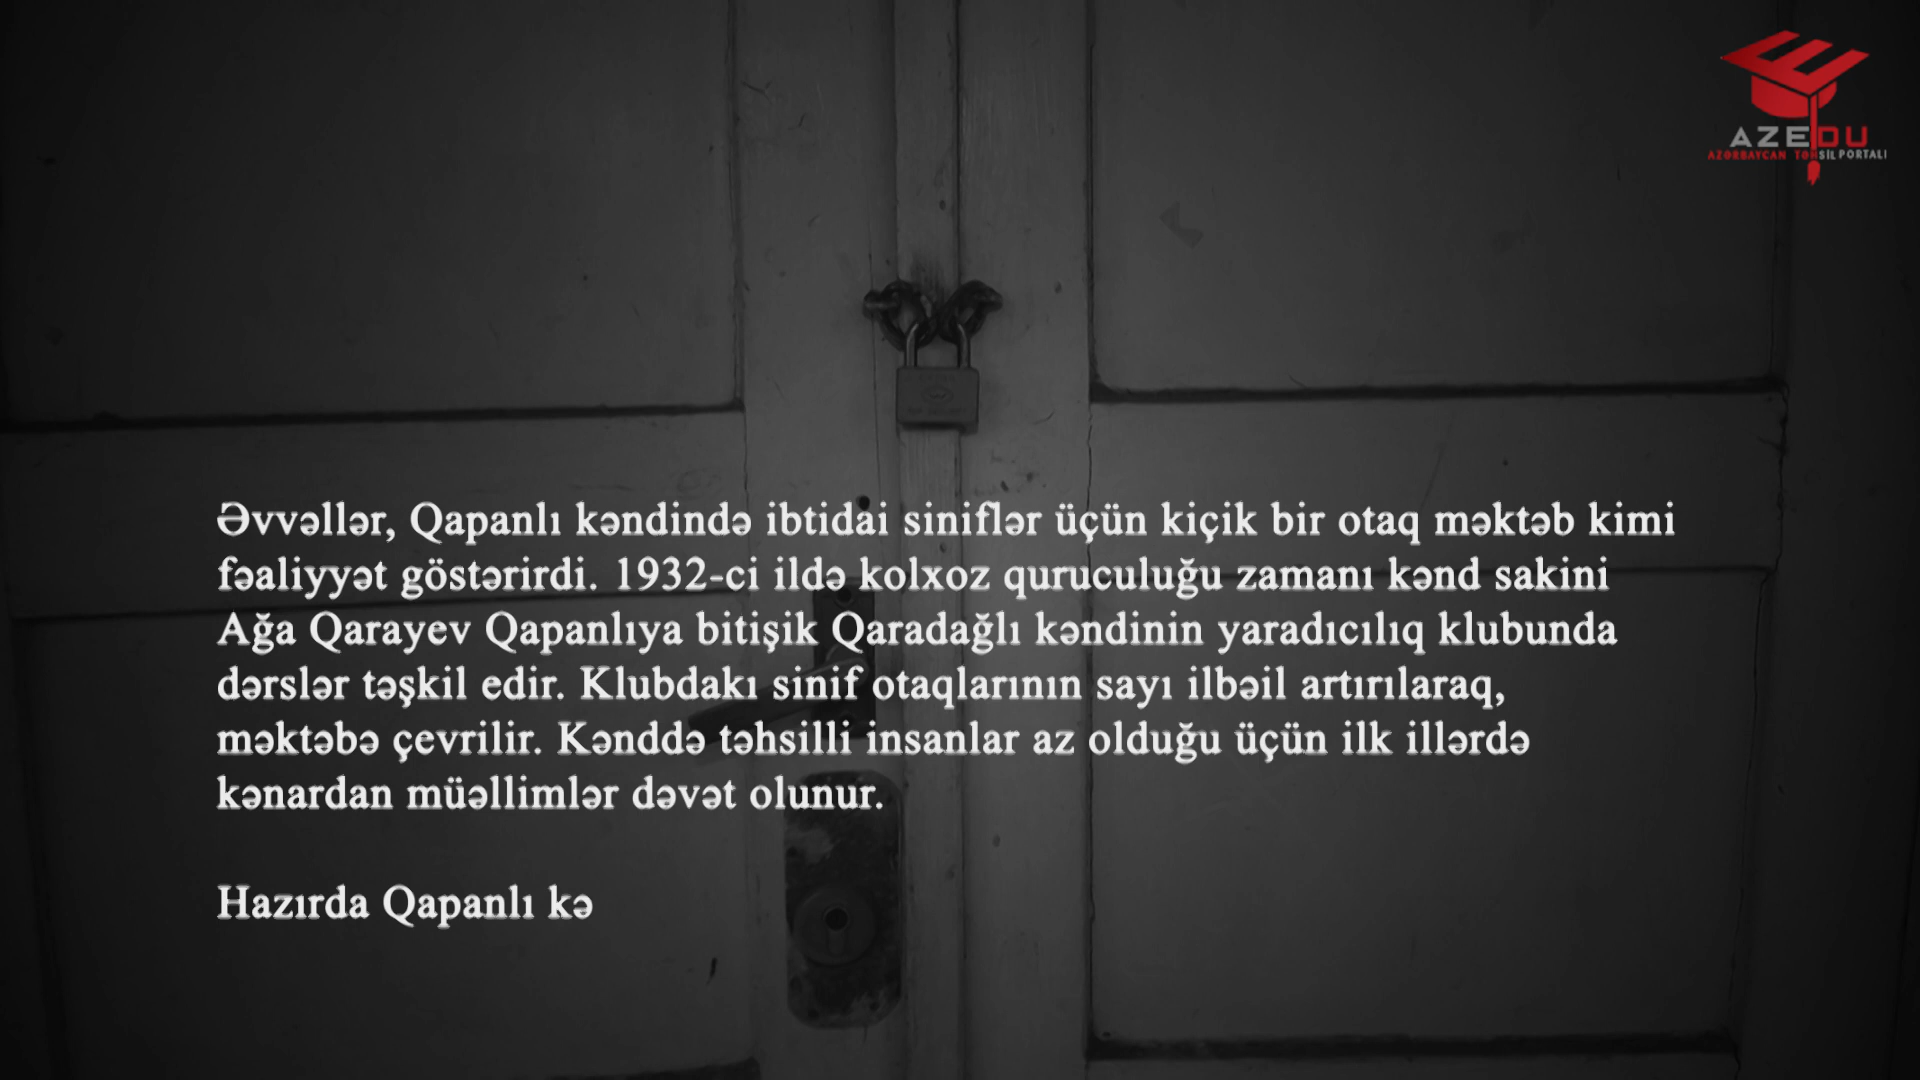 AZEDU
AZƏRBAYCAN TƏHSİL PORTALI
Əvvəllər, Qapanlı kəndində ibtidai siniflər üçün kiçik bir otaq məktəb kimi
fəaliyyət göstərirdi. 1932-ci ildə kolxoz quruculuğu zamanı kənd sakini
Ağa Qarayev Qapanlıya bitişik Qaradağlı kəndinin yaradıcılıq klubunda
dərslər təşkil edir. Klubdakı sinif otaqlarının sayı ilbəil artırılaraq,
məktəbə çevrilir. Kənddə təhsilli insanlar az olduğu üçün ilk illərdə
kənardan müəllimlər dəvət olunur.
Hazırda Qapanlı kə